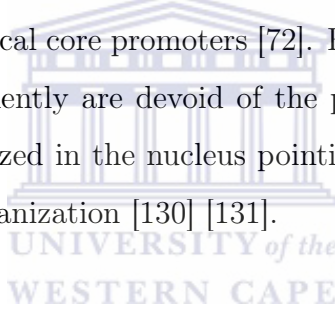 cal core promoters [72].
ently are devoid of the
zed in the nucleus pointi
anization [130] [131].
UNIVERSITY of the
WESTERN CAPE